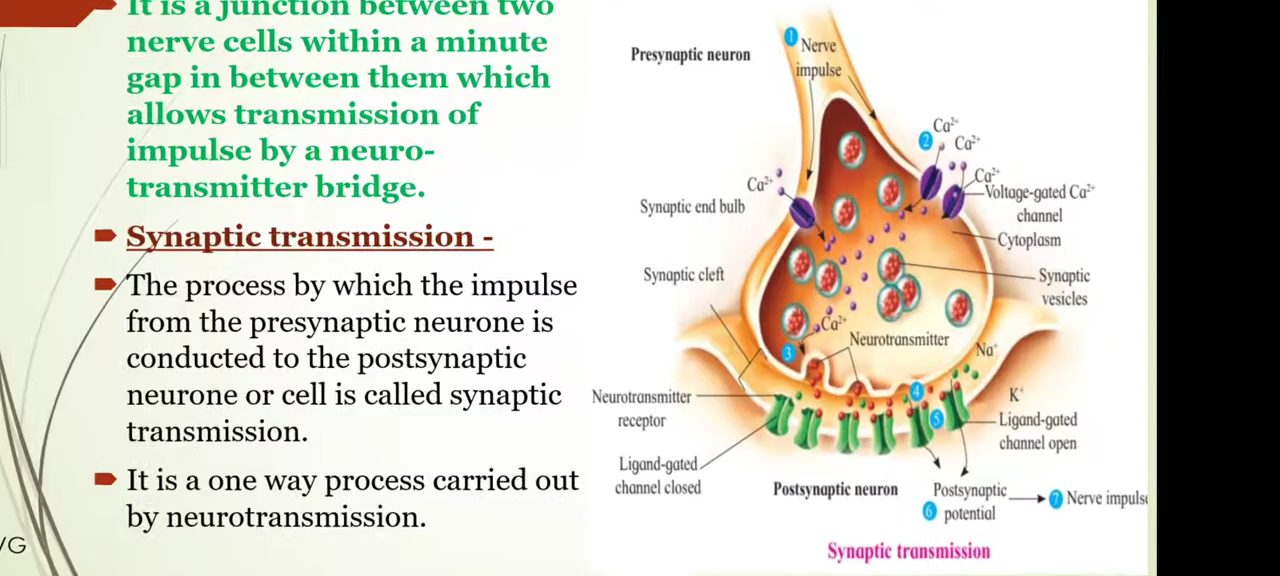 It is a junction between two
nerve cells within a minute
gap in between them which
allows transmission of
impulse by a neuro-
transmitter bridge.
Synaptic transmission -
The process by which the impulse
from the presynaptic neurone is
conducted to the postsynaptic
neurone or cell is called synaptic
transmission.
It is a one way process carried out
by neurotransmission.
VG
Presynaptic neuron
1 Nerve
impulse
Ca²⁺
2 Ca²⁺
Ca²⁺
Ca²⁺
Voltage-gated Ca²⁺
channel
Synaptic end bulb
Cytoplasm
Synaptic cleft
Synaptic
vesicles
Ca²⁺
Neurotransmitter
3
Na⁺
4
K⁺
5
Neurotransmitter
receptor
Ligand-gated
channel open
Ligand-gated
channel closed
Postsynaptic neuron
Postsynaptic
6 potential
7 Nerve impuls
Synaptic transmission